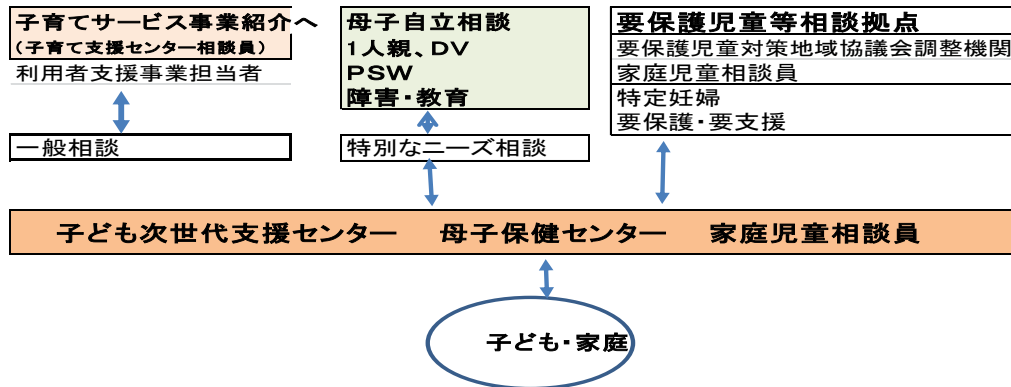 子育てサービス事業紹介へ
(子育て支援センター相談員)
利用者支援事業担当者
一般相談
母子自立相談
1人親、DV
PSW
障害・教育
特別なニーズ相談
要保護児童等相談拠点
要保護児童対策地域協議会調整機関
家庭児童相談員
特定妊婦
要保護・要支援
子ども次世代支援センター 母子保健センター 家庭児童相談員
子ども・家庭